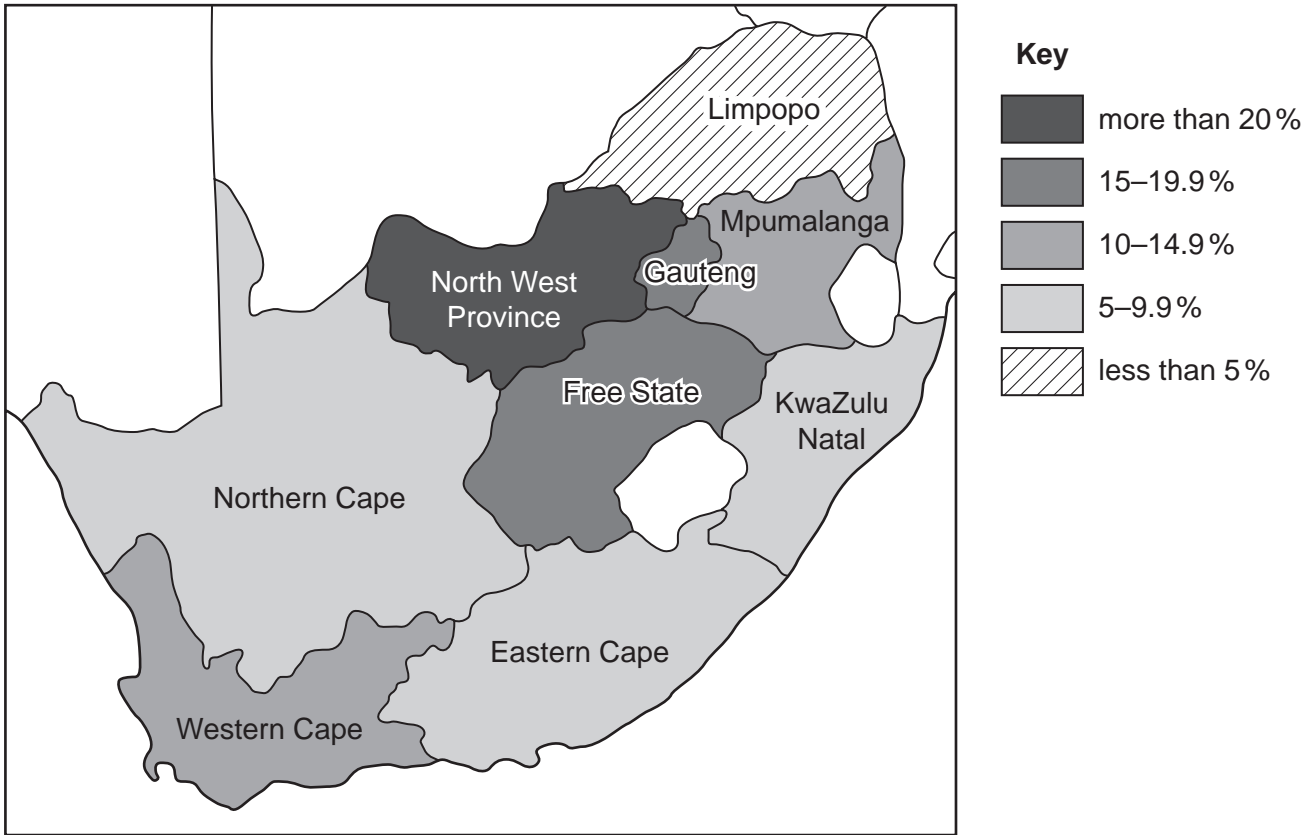 Key
more than 20%
15–19.9%
10–14.9%
5–9.9%
less than 5%
Limpopo
Mpumalanga
North West
Province
Gauteng
Free State
KwaZulu
Natal
Northern Cape
Eastern Cape
Western Cape